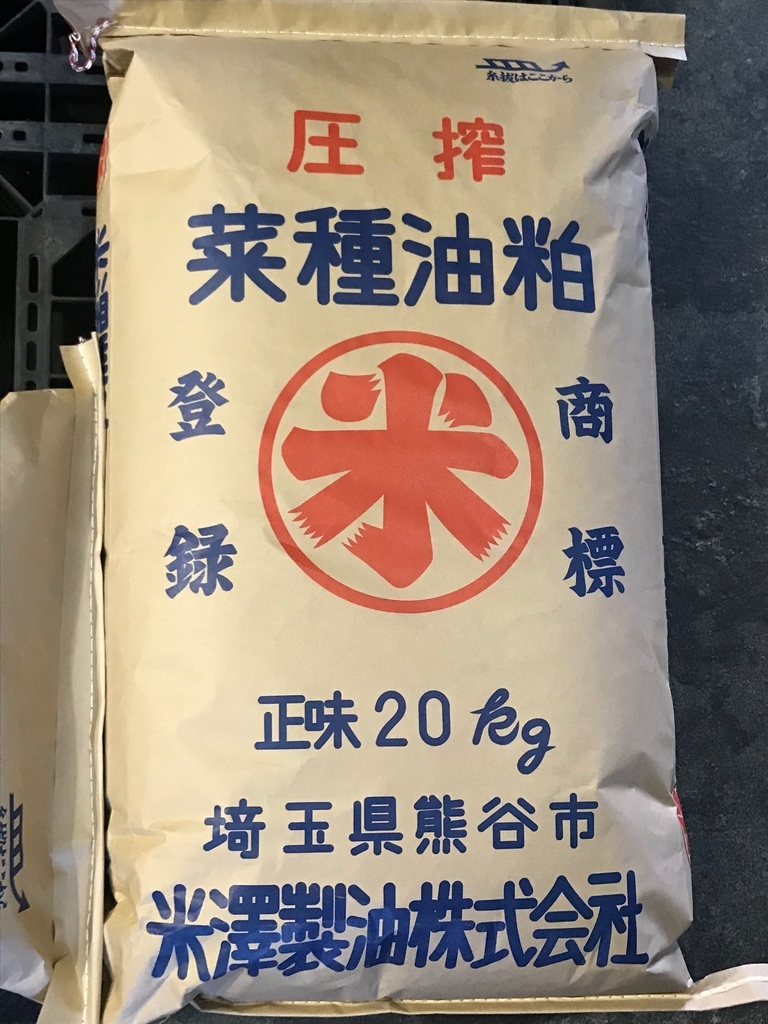 糸抜はここから
圧搾
菜種油粕
米
登録
商標
正味20kg
埼玉県熊谷市
米澤製油株式会社